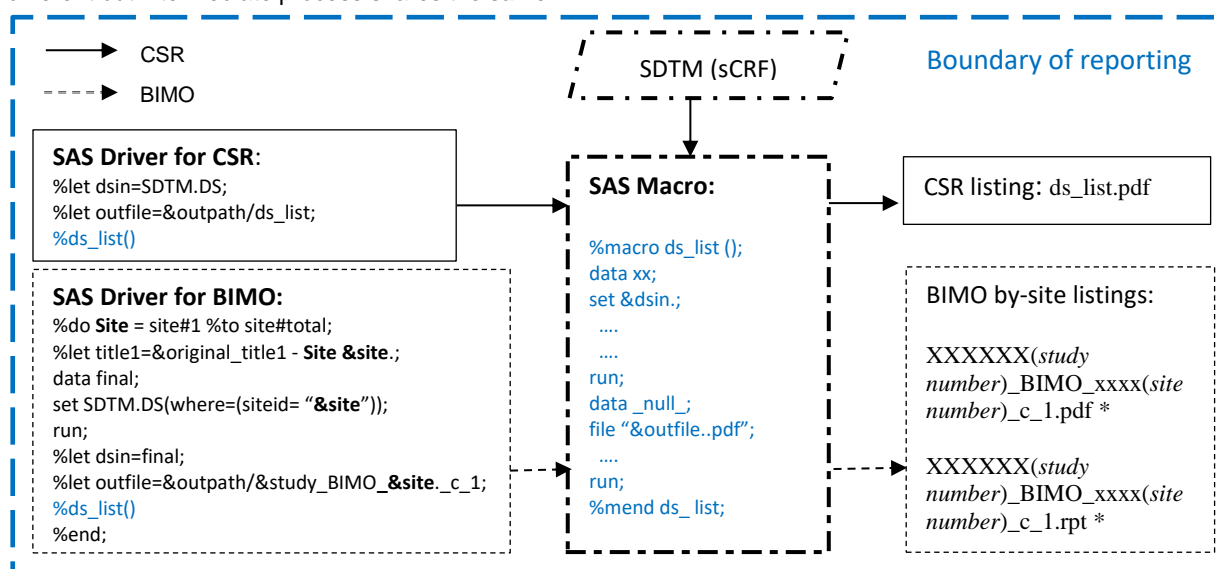 CSR
BIMO
SDTM (sCRF)
Boundary of reporting
SAS Driver for CSR:
%let dsin=SDTM.DS;
%let outfile=&outpath/ds_list;
%ds_list()
SAS Driver for BIMO:
%do Site = site#1 %to site#total;
%let title1=&original_title1 - Site &site.;
data final;
set SDTM.DS(where=(siteid= “&site”));
run;
%let dsin=final;
%let outfile=&outpath/&study_BIMO_&site._c_1;
%ds_list()
%end;
SAS Macro:
%macro ds_list ();
data xx;
set &dsin.;
....
....
run;
data _null_;
file “&outfile..pdf”;
....
run;
%mend ds_ list;
CSR listing: ds_list.pdf
BIMO by-site listings:
XXXXXX(study
number)_BIMO_xxxx(site
number)_c_1.pdf *
XXXXXX(study
number)_BIMO_xxxx(site
number)_c_1.rpt *